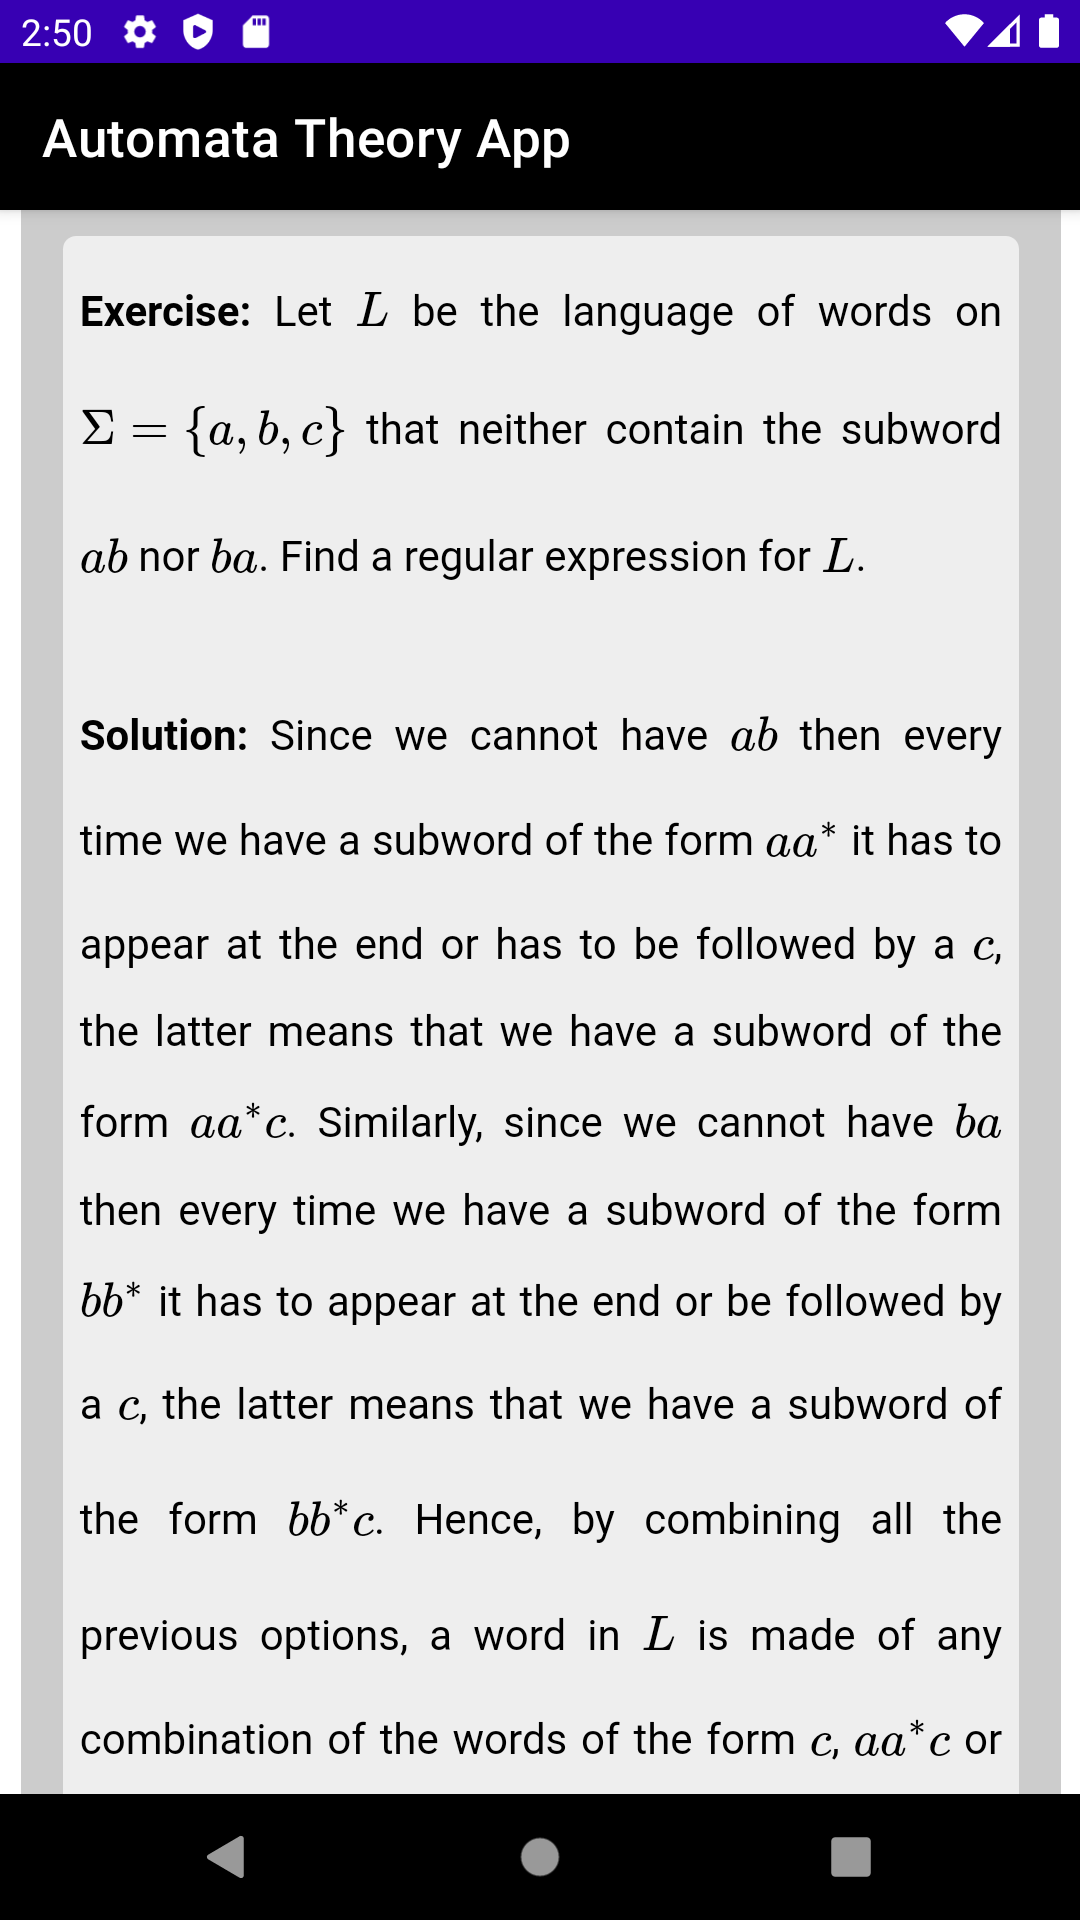 2:50
Automata Theory App
Exercise: Let L be the language of words on
Σ = {a, b, c} that neither contain the subword
ab nor ba. Find a regular expression for L.
Solution: Since we cannot have ab then every
time we have a subword of the form aa* it has to
appear at the end or has to be followed by a c,
the latter means that we have a subword of the
form aa*c. Similarly, since we cannot have ba
then every time we have a subword of the form
bb* it has to appear at the end or be followed by
a c, the latter means that we have a subword of
the form bb*c. Hence, by combining all the
previous options, a word in L is made of any
combination of the words of the form c, aa*c or